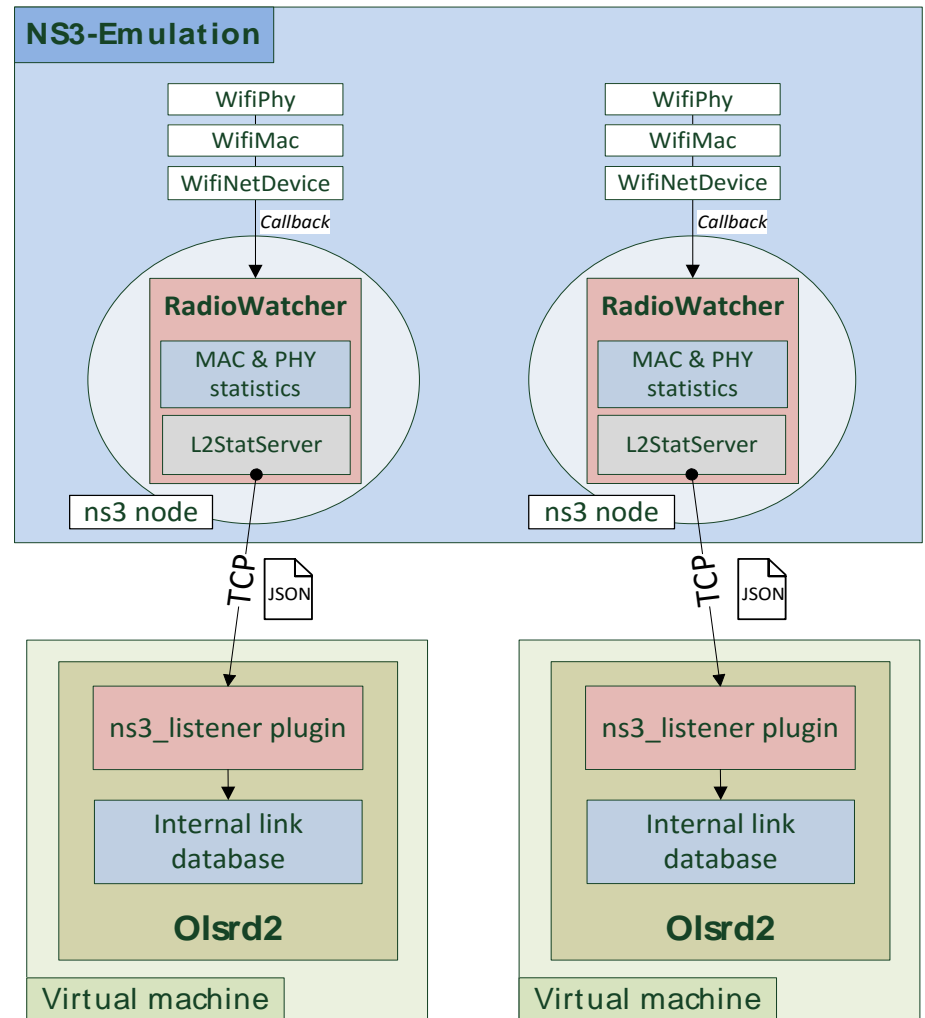 NS3-Emulation
WifiPhy
WifiMac
WifiNetDevice
Callback
RadioWatcher
MAC & PHY
statistics
L2StatServer
ns3 node
WifiPhy
WifiMac
WifiNetDevice
Callback
RadioWatcher
MAC & PHY
statistics
L2StatServer
ns3 node
TCP
JSON
TCP
JSON
ns3_listener plugin
Internal link
database
Olsrd2
Virtual machine
ns3_listener plugin
Internal link
database
Olsrd2
Virtual machine